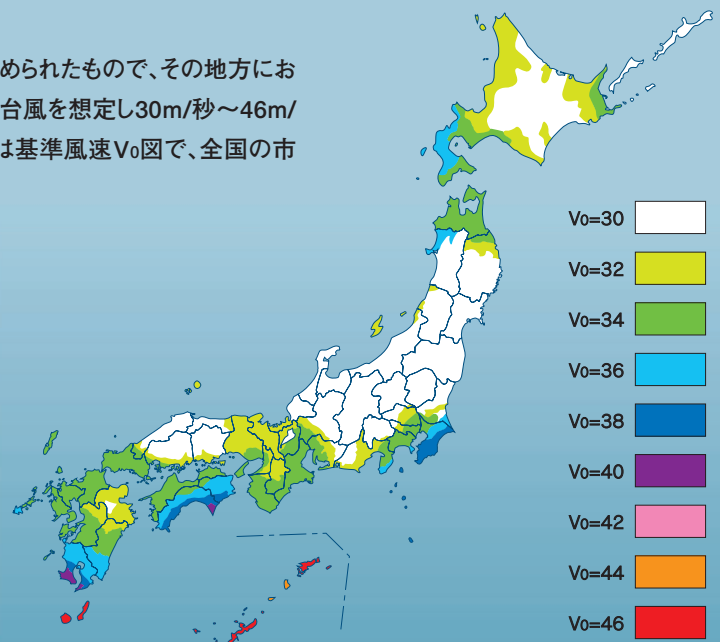 められたもので、その地方にお
台風を想定し30m/秒〜46m/
は基準風速V₀図で、全国の市
V₀=30
V₀=32
V₀=34
V₀=36
V₀=38
V₀=40
V₀=42
V₀=44
V₀=46